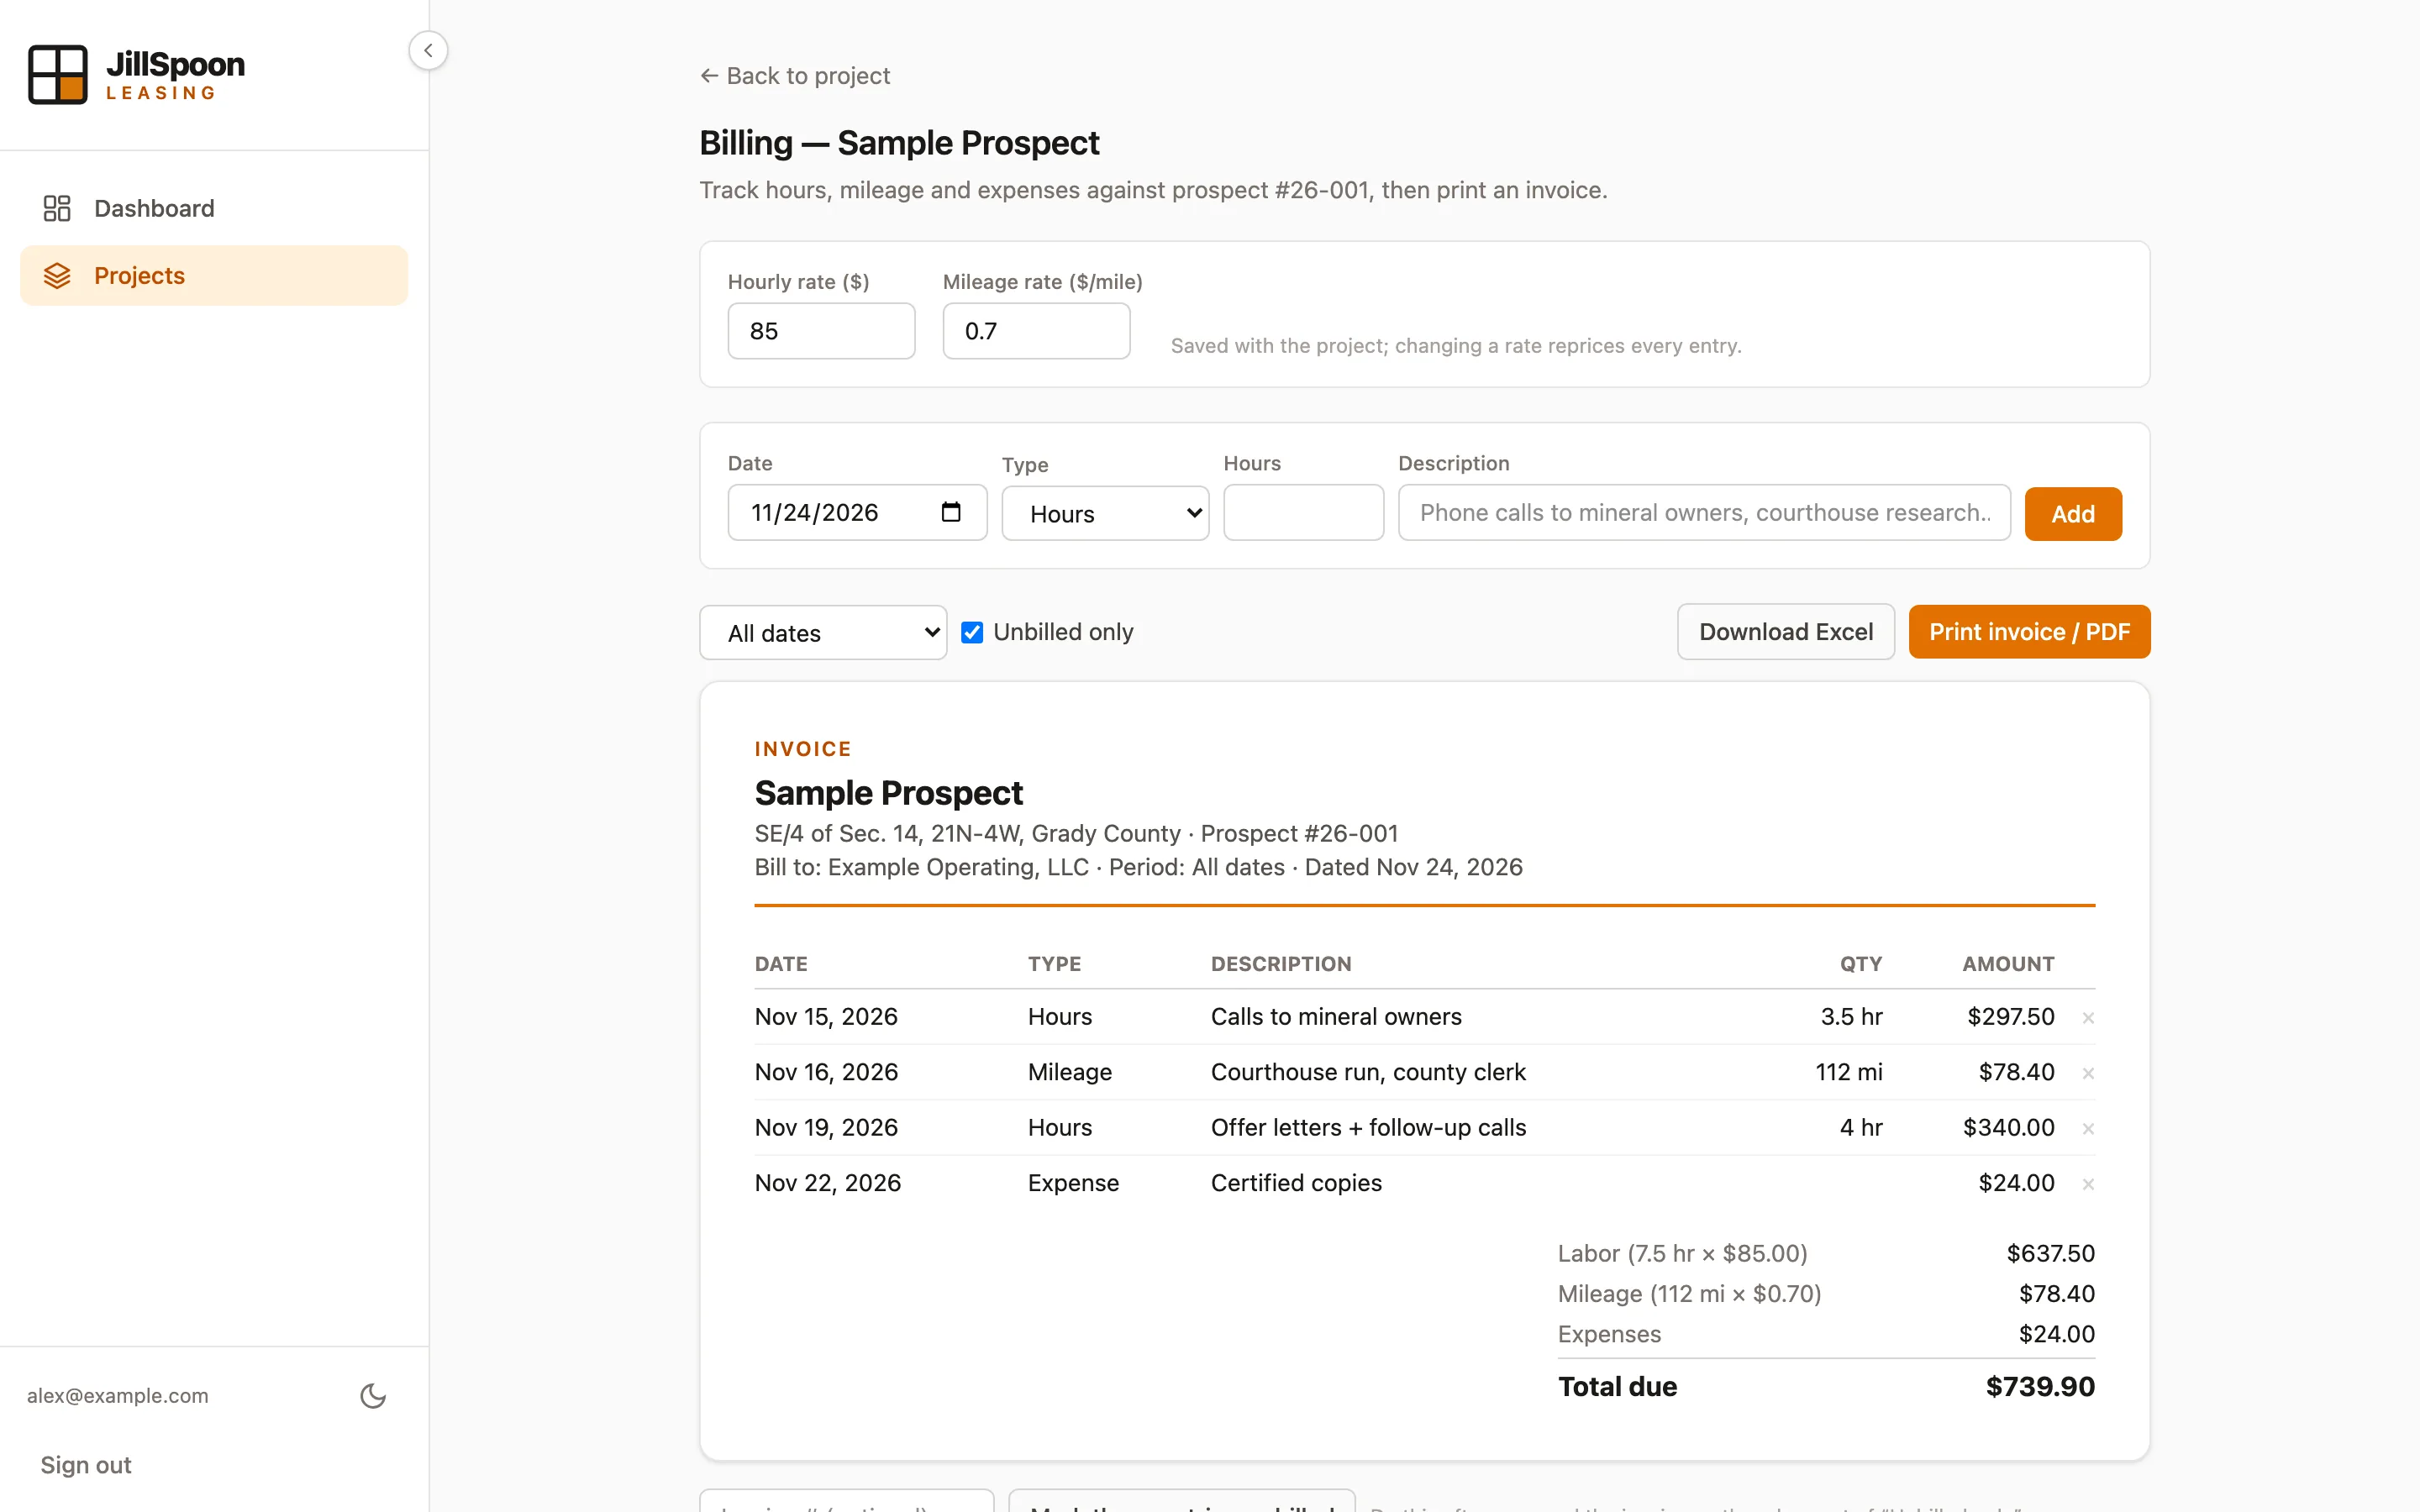 JillSpoon
LEASING
Dashboard
Projects
alex@example.com
Sign out
← Back to project
Billing — Sample Prospect
Track hours, mileage and expenses against prospect #26-001, then print an invoice.
Hourly rate ($) Mileage rate ($/mile)
85 0.7 Saved with the project; changing a rate reprices every entry.
Date Type Hours Description
11/24/2026 Hours Phone calls to mineral owners, courthouse research.. Add
All dates Unbilled only Download Excel Print invoice / PDF
INVOICE
Sample Prospect
SE/4 of Sec. 14, 21N-4W, Grady County · Prospect #26-001
Bill to: Example Operating, LLC · Period: All dates · Dated Nov 24, 2026
DATE TYPE DESCRIPTION QTY AMOUNT
Nov 15, 2026 Hours Calls to mineral owners 3.5 hr $297.50 ×
Nov 16, 2026 Mileage Courthouse run, county clerk 112 mi $78.40 ×
Nov 19, 2026 Hours Offer letters + follow-up calls 4 hr $340.00 ×
Nov 22, 2026 Expense Certified copies $24.00 ×
Labor (7.5 hr × $85.00) $637.50
Mileage (112 mi × $0.70) $78.40
Expenses $24.00
Total due $739.90